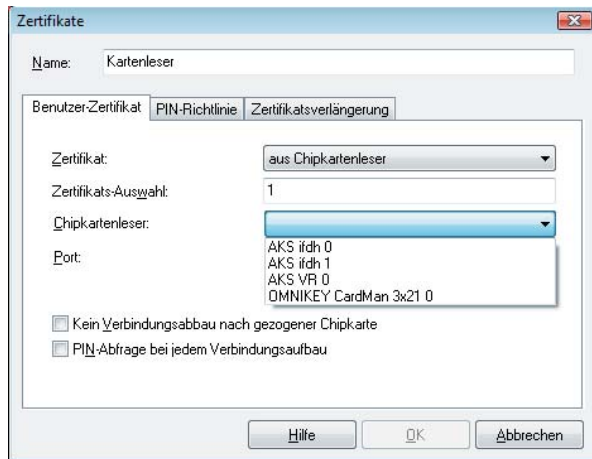 Zertifikate
Name: Kartenleser
Benutzer-Zertifikat PIN-Richtlinie Zertifikatsverlängerung
Zertifikat: aus Chipkartenleser
Zertifikats-Auswahl: 1
Chipkartenleser:
AKS ifdh 0
Port:
AKS ifdh 1
AKS VR 0
OMNIKEY CardMan 3x21 0
Kein Verbindungsabbau nach gezogener Chipkarte
PIN-Abfrage bei jedem Verbindungsaufbau
Hilfe OK Abbrechen